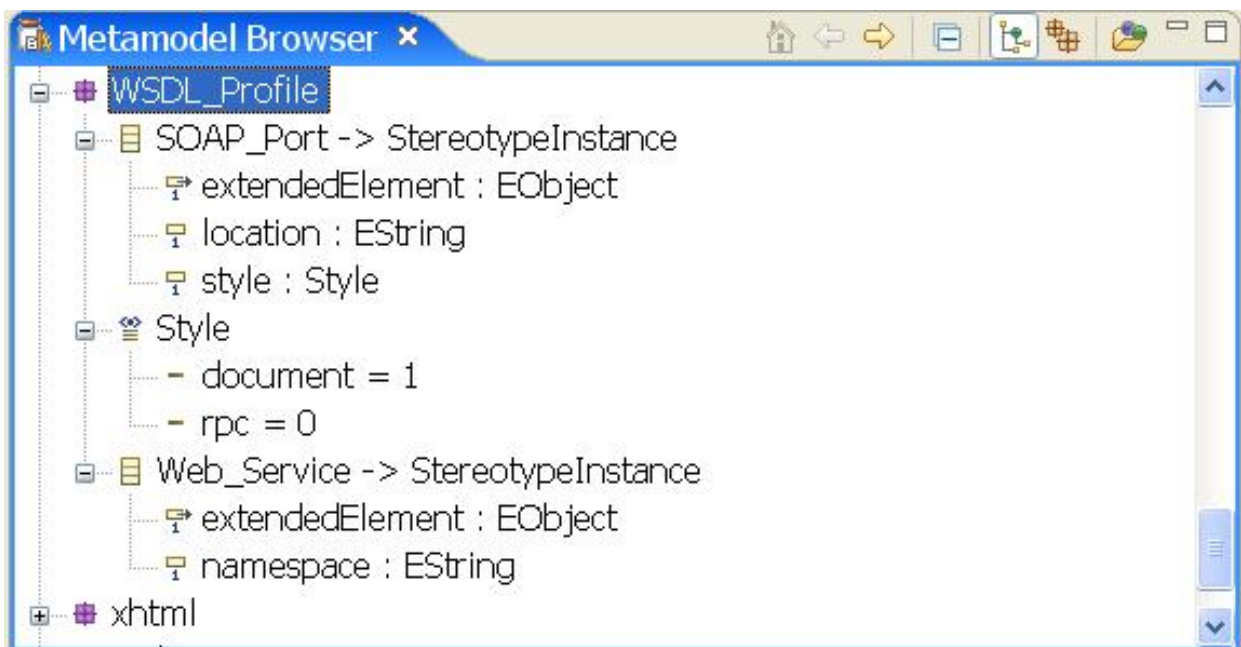 Metamodel Browser
WSDL_Profile
SOAP_Port -> StereotypeInstance
extendedElement : EObject
location : EString
style : Style
Style
document = 1
rpc = 0
Web_Service -> StereotypeInstance
extendedElement : EObject
namespace : EString
xhtml